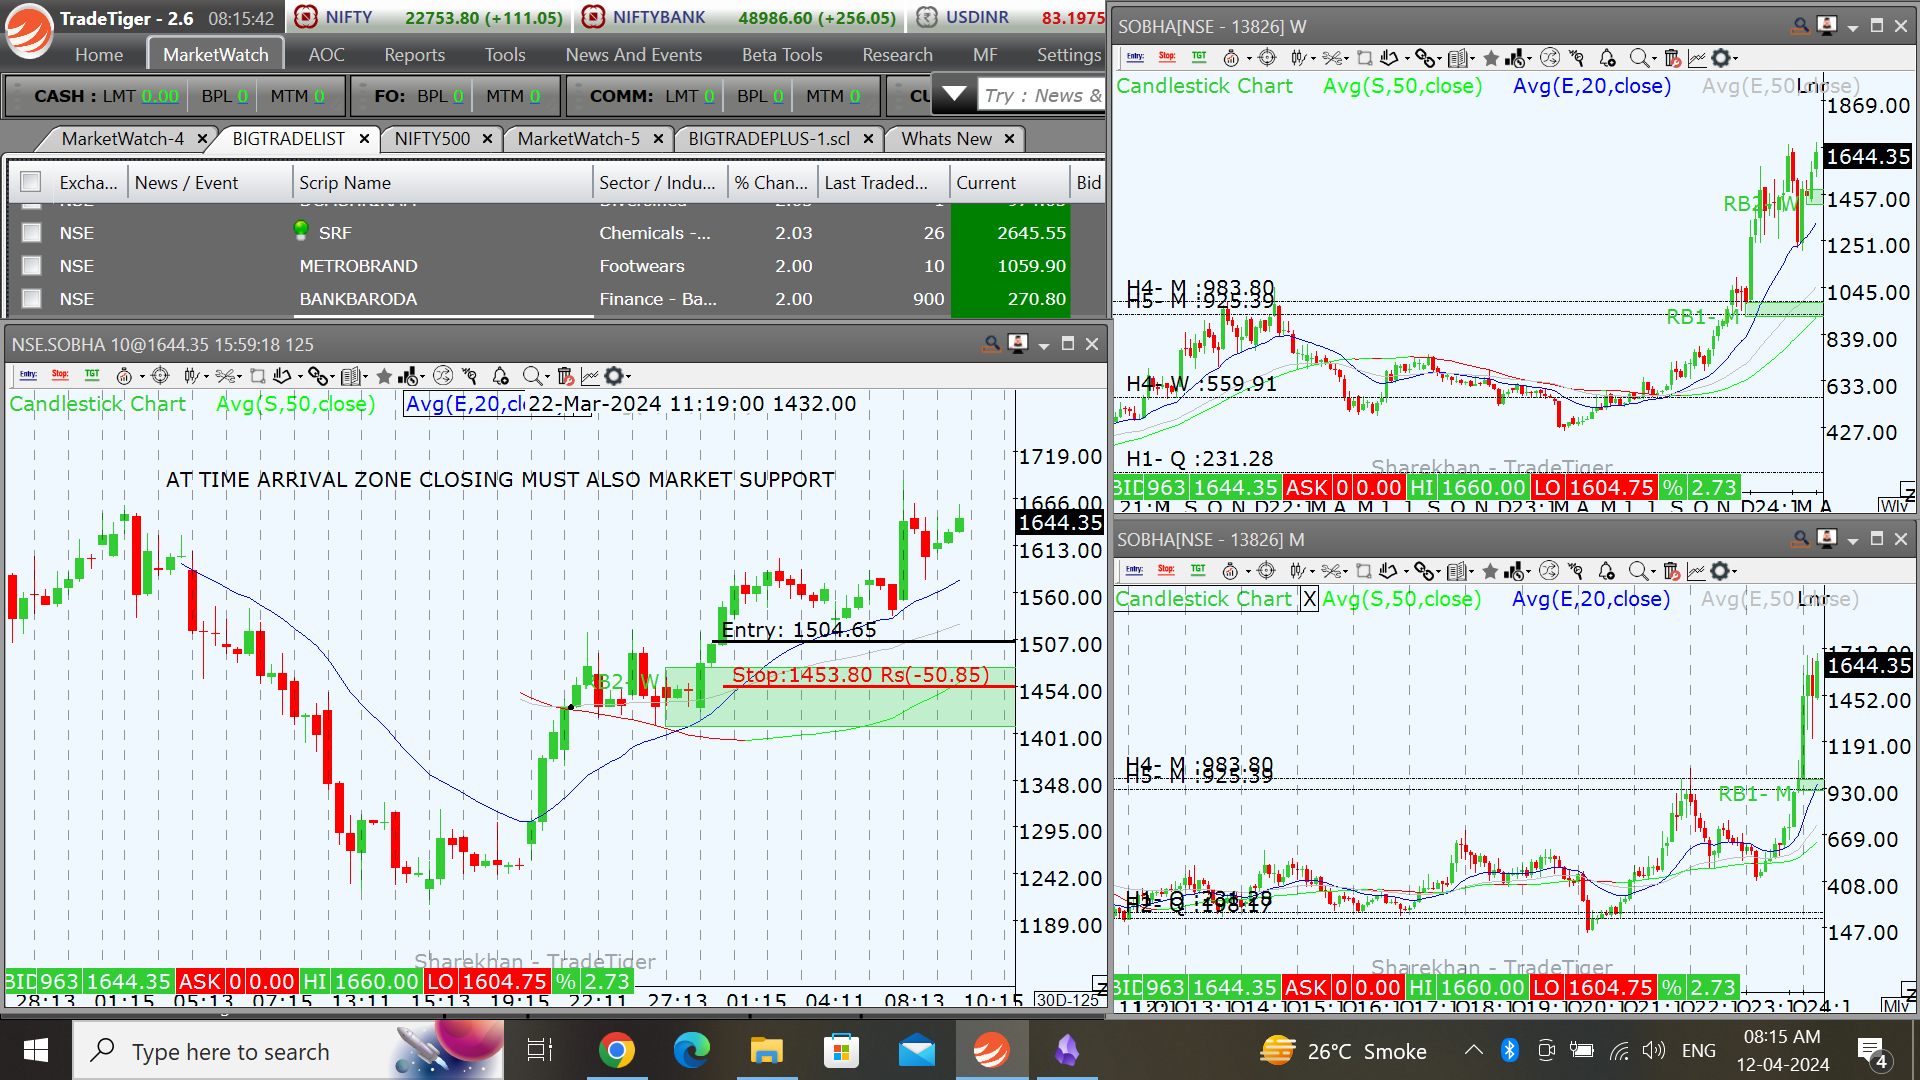 TradeTiger - 2.6 08:15:42
NIFTY 22753.80 (+111.05)
NIFTYBANK 48986.60 (+256.05)
USDINR 83.1975
Home MarketWatch AOC Reports Tools News And Events Beta Tools Research MF Settings
CASH : LMT 0.00 BPL 0 MTM 0
FO: BPL 0 MTM 0
COMM: LMT 0 BPL 0 MTM 0
CU
Try : News &
MarketWatch-4 BIGTRADELIST NIFTY500 MarketWatch-5 BIGTRADEPLUS-1.scl Whats New
Excha... News / Event Scrip Name Sector / Indu... % Chan... Last Traded... Current Bid
NSE SRF Chemicals -... 2.03 26 2645.55
NSE METROBRAND Footwears 2.00 10 1059.90
NSE BANKBARODA Finance - Ba... 2.00 900 270.80
NSE.SOBHA 10@1644.35 15:59:18 125
Entry: Stop: TGT
Candlestick Chart Avg(S,50,close) Avg(E,20,cl 22-Mar-2024 11:19:00 1432.00
AT TIME ARRIVAL ZONE CLOSING MUST ALSO MARKET SUPPORT
Entry: 1504.65
Stop:1453.80 Rs(-50.85)
RB2- W
1719.00
1666.00
1644.35
1613.00
1560.00
1507.00
1454.00
1401.00
1348.00
1295.00
1242.00
1189.00
Sharekhan - TradeTiger
BID 963 1644.35 ASK 0 0.00 HI 1660.00 LO 1604.75 % 2.73
28:13 01:15 05:13 07:15 13:11 15:13 19:15 22:11 27:13 01:15 04:11 08:13 10:15 30D-125
SOBHA[NSE - 13826] W
Entry: Stop: TGT
Candlestick Chart Avg(S,50,close) Avg(E,20,close) Avg(E,50,close)
1869.00
1644.35
1457.00
1251.00
1045.00
839.00
633.00
427.00
RB2- W
H4- M :983.80
H5- M :925.39
RB1- M
H4- W :559.91
H1- Q :231.28
Sharekhan - TradeTiger
BID 963 1644.35 ASK 0 0.00 HI 1660.00 LO 1604.75 % 2.73
Wly
SOBHA[NSE - 13826] M
Entry: Stop: TGT
Candlestick Chart X Avg(S,50,close) Avg(E,20,close) Avg(E,50,close)
1644.35
1452.00
1191.00
930.00
669.00
408.00
147.00
H4- M :983.80
H5- M :925.39
RB1- M
H1- Q :231.28
H2- Q :198.17
Sharekhan - TradeTiger
BID 963 1644.35 ASK 0 0.00 HI 1660.00 LO 1604.75 % 2.73
Mly
Type here to search
26°C Smoke
ENG
08:15 AM
12-04-2024
4